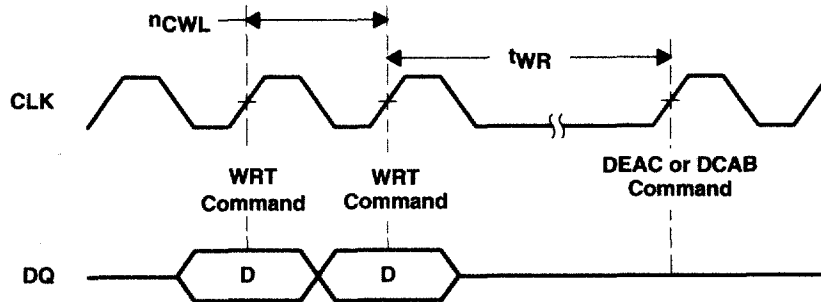 nCWL
tWR
CLK
WRT
Command
WRT
Command
DEAC or DCAB
Command
DQ
D
D